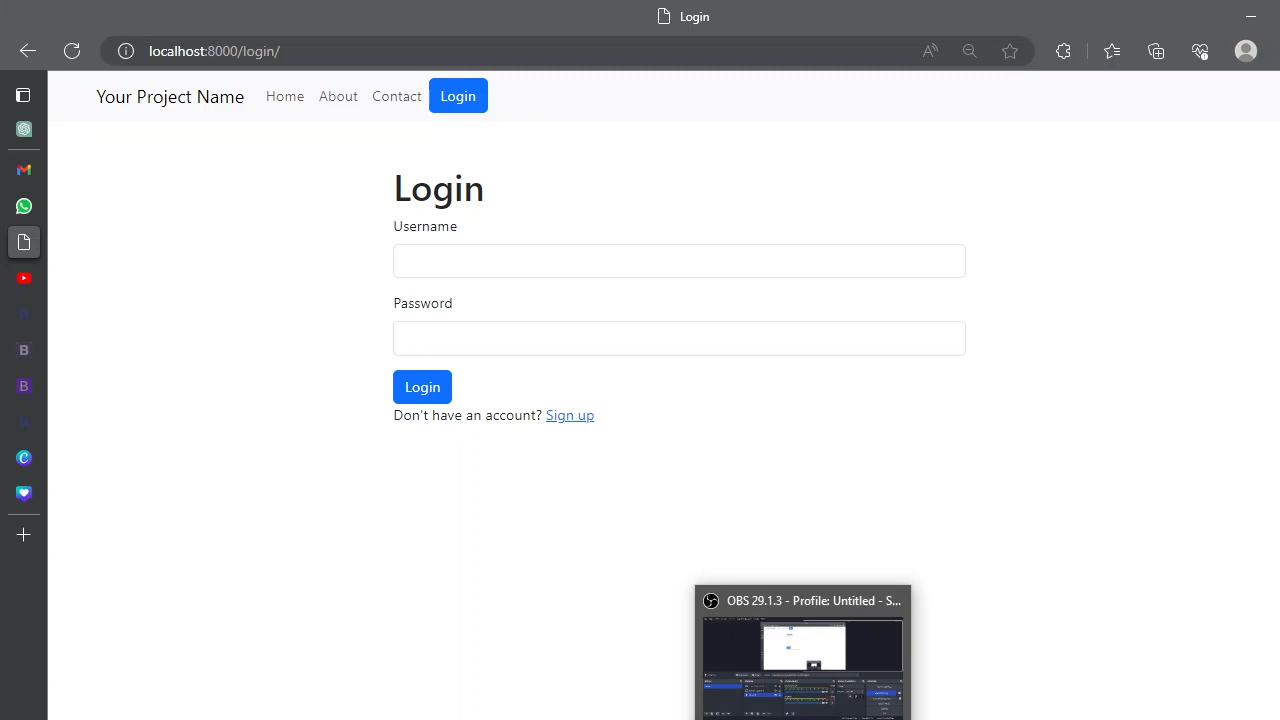 Login
localhost:8000/login/
Your Project Name Home About Contact Login
Login
Username
Password
Login
Don't have an account? Sign up
OBS 29.1.3 - Profile: Untitled - S...